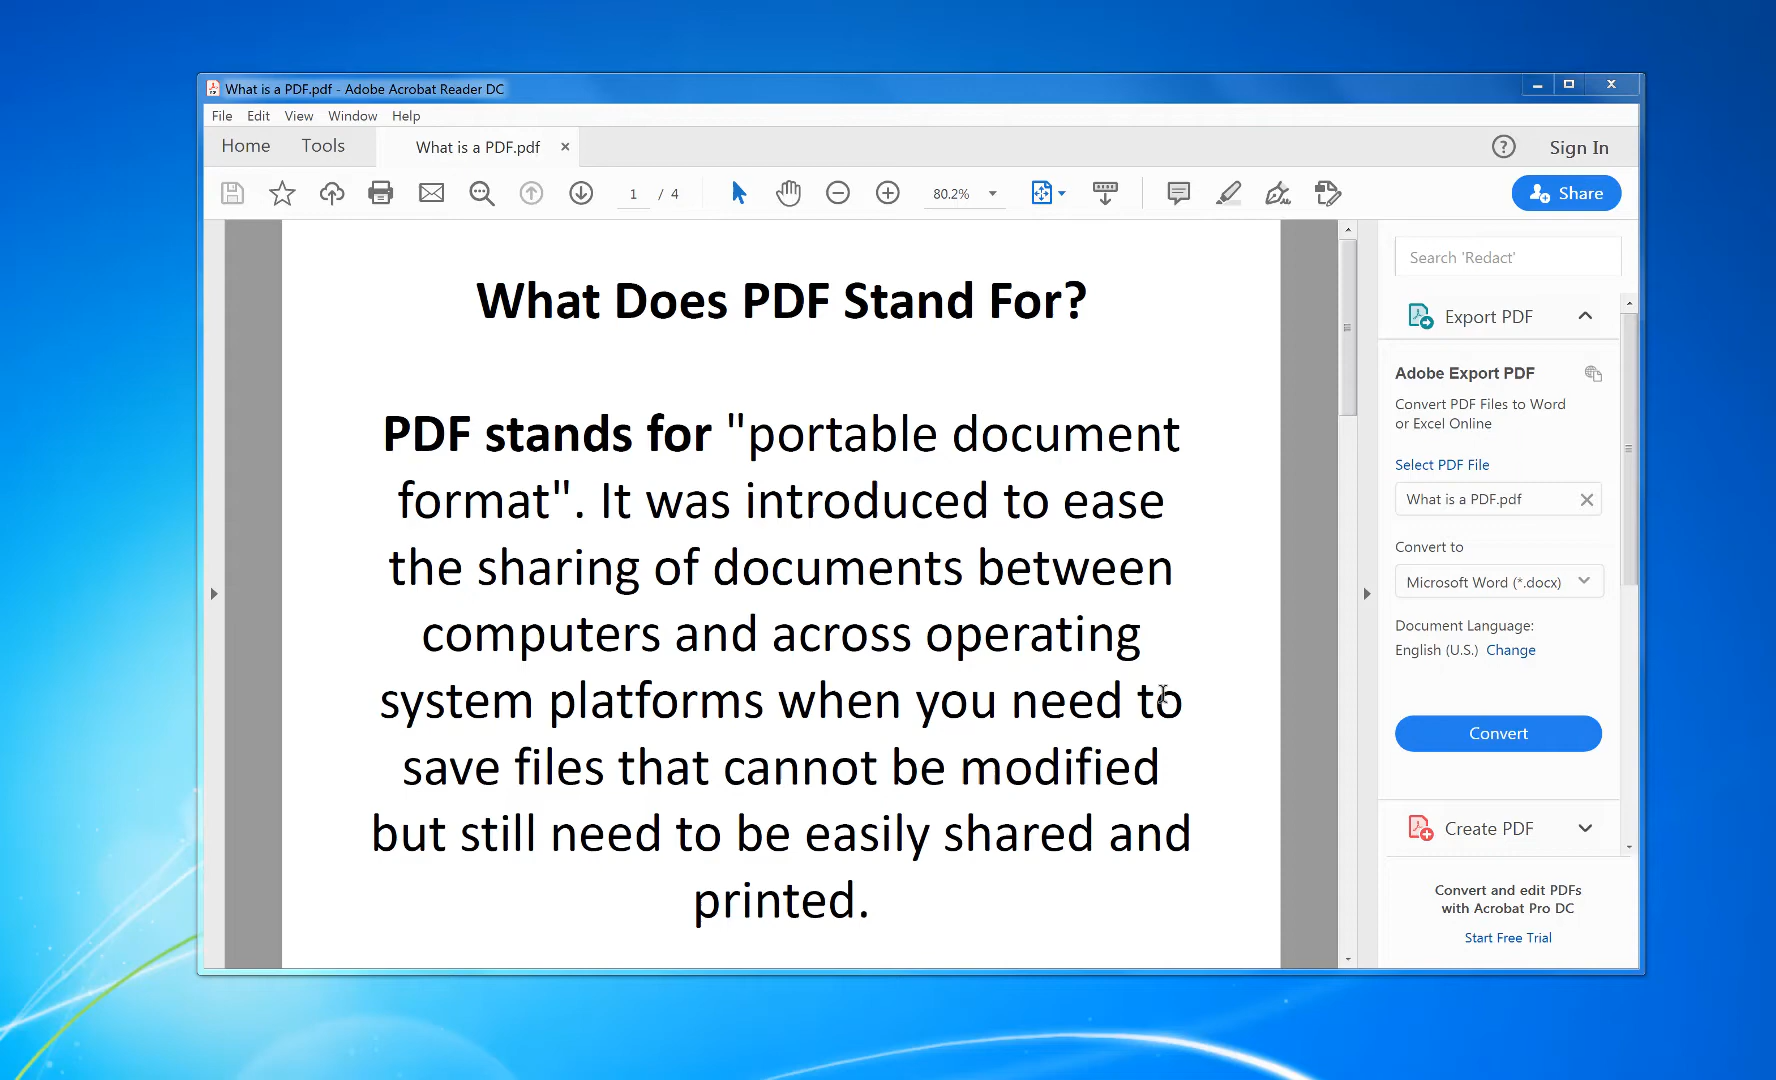 What is a PDF.pdf - Adobe Acrobat Reader DC
File Edit View Window Help
Home Tools What is a PDF.pdf × ? Sign In
1 / 4 80.2% Share
What Does PDF Stand For?
PDF stands for "portable document
format". It was introduced to ease
the sharing of documents between
computers and across operating
system platforms when you need to
save files that cannot be modified
but still need to be easily shared and
printed.
Search 'Redact'
Export PDF
Adobe Export PDF
Convert PDF Files to Word
or Excel Online
Select PDF File
What is a PDF.pdf
Convert to
Microsoft Word (*.docx)
Document Language:
English (U.S.) Change
Convert
Create PDF
Convert and edit PDFs
with Acrobat Pro DC
Start Free Trial